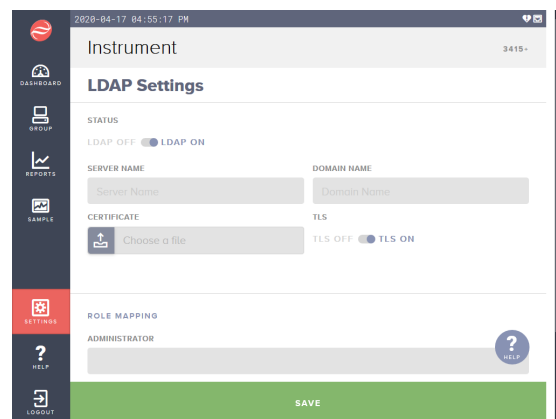 2020-04-17 04:55:17 PM
Instrument
3415+
DASHBOARD
GROUP
REPORTS
SAMPLE
SETTINGS
? HELP
LOGOUT
LDAP Settings
STATUS
LDAP OFF LDAP ON
SERVER NAME DOMAIN NAME
Server Name Domain Name
CERTIFICATE TLS
Choose a file TLS OFF TLS ON
ROLE MAPPING
ADMINISTRATOR
? HELP
SAVE